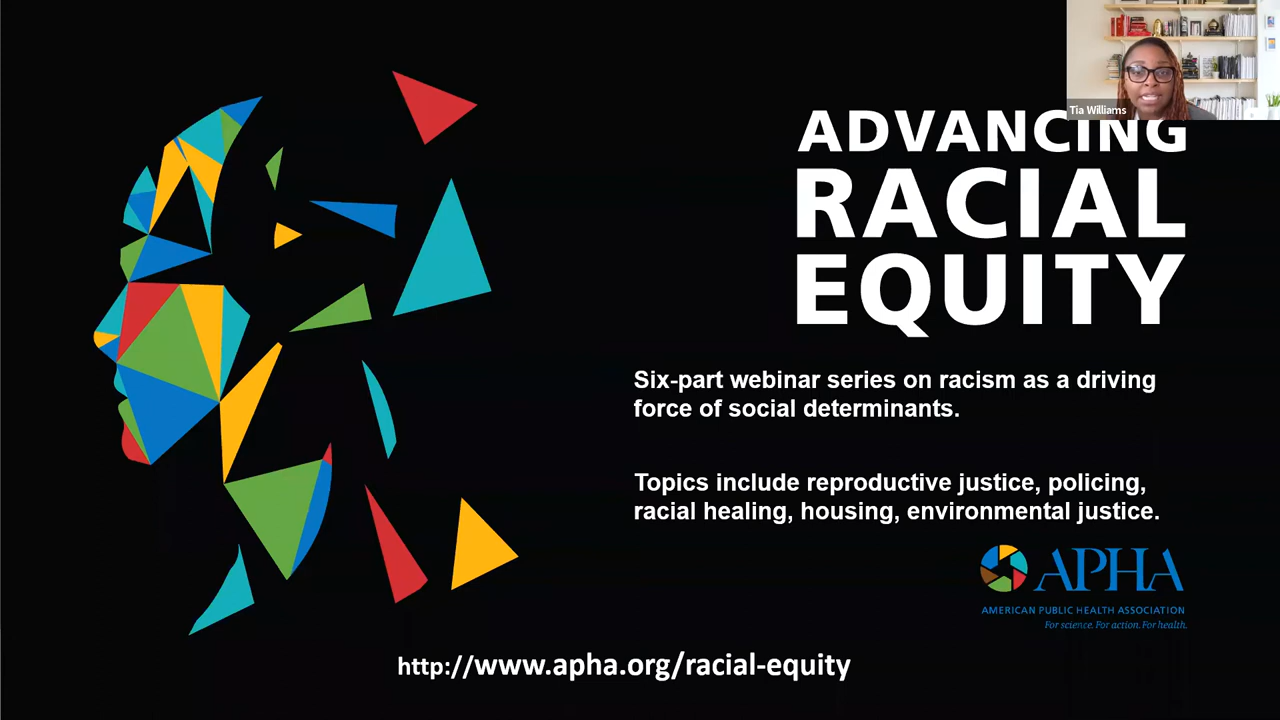 Tia Williams
ADVANCING
RACIAL
EQUITY
Six-part webinar series on racism as a driving
force of social determinants.
Topics include reproductive justice, policing,
racial healing, housing, environmental justice.
APHA
AMERICAN PUBLIC HEALTH ASSOCIATION
For science. For action. For health.
http://www.apha.org/racial-equity